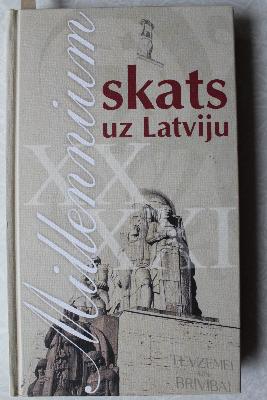 Millennium
skats
uz Latviju
XX
XXI
TĒVZEMEI
UN
BRĪVĪBAI